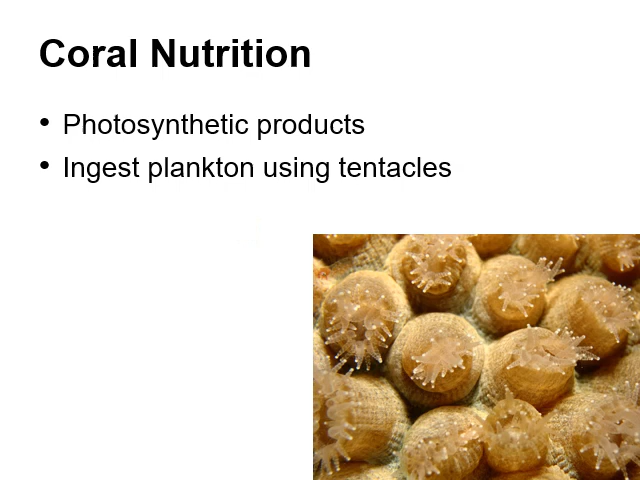 Coral Nutrition
• Photosynthetic products
• Ingest plankton using tentacles